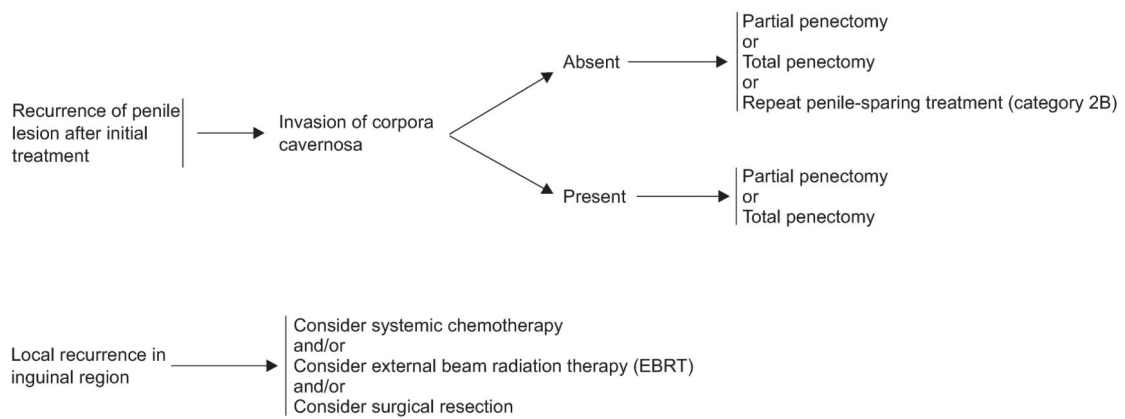 Recurrence of penile
lesion after initial
treatment
Invasion of corpora
cavernosa
Absent
Partial penectomy
or
Total penectomy
or
Repeat penile-sparing treatment (category 2B)
Present
Partial penectomy
or
Total penectomy
Local recurrence in
inguinal region
Consider systemic chemotherapy
and/or
Consider external beam radiation therapy (EBRT)
and/or
Consider surgical resection